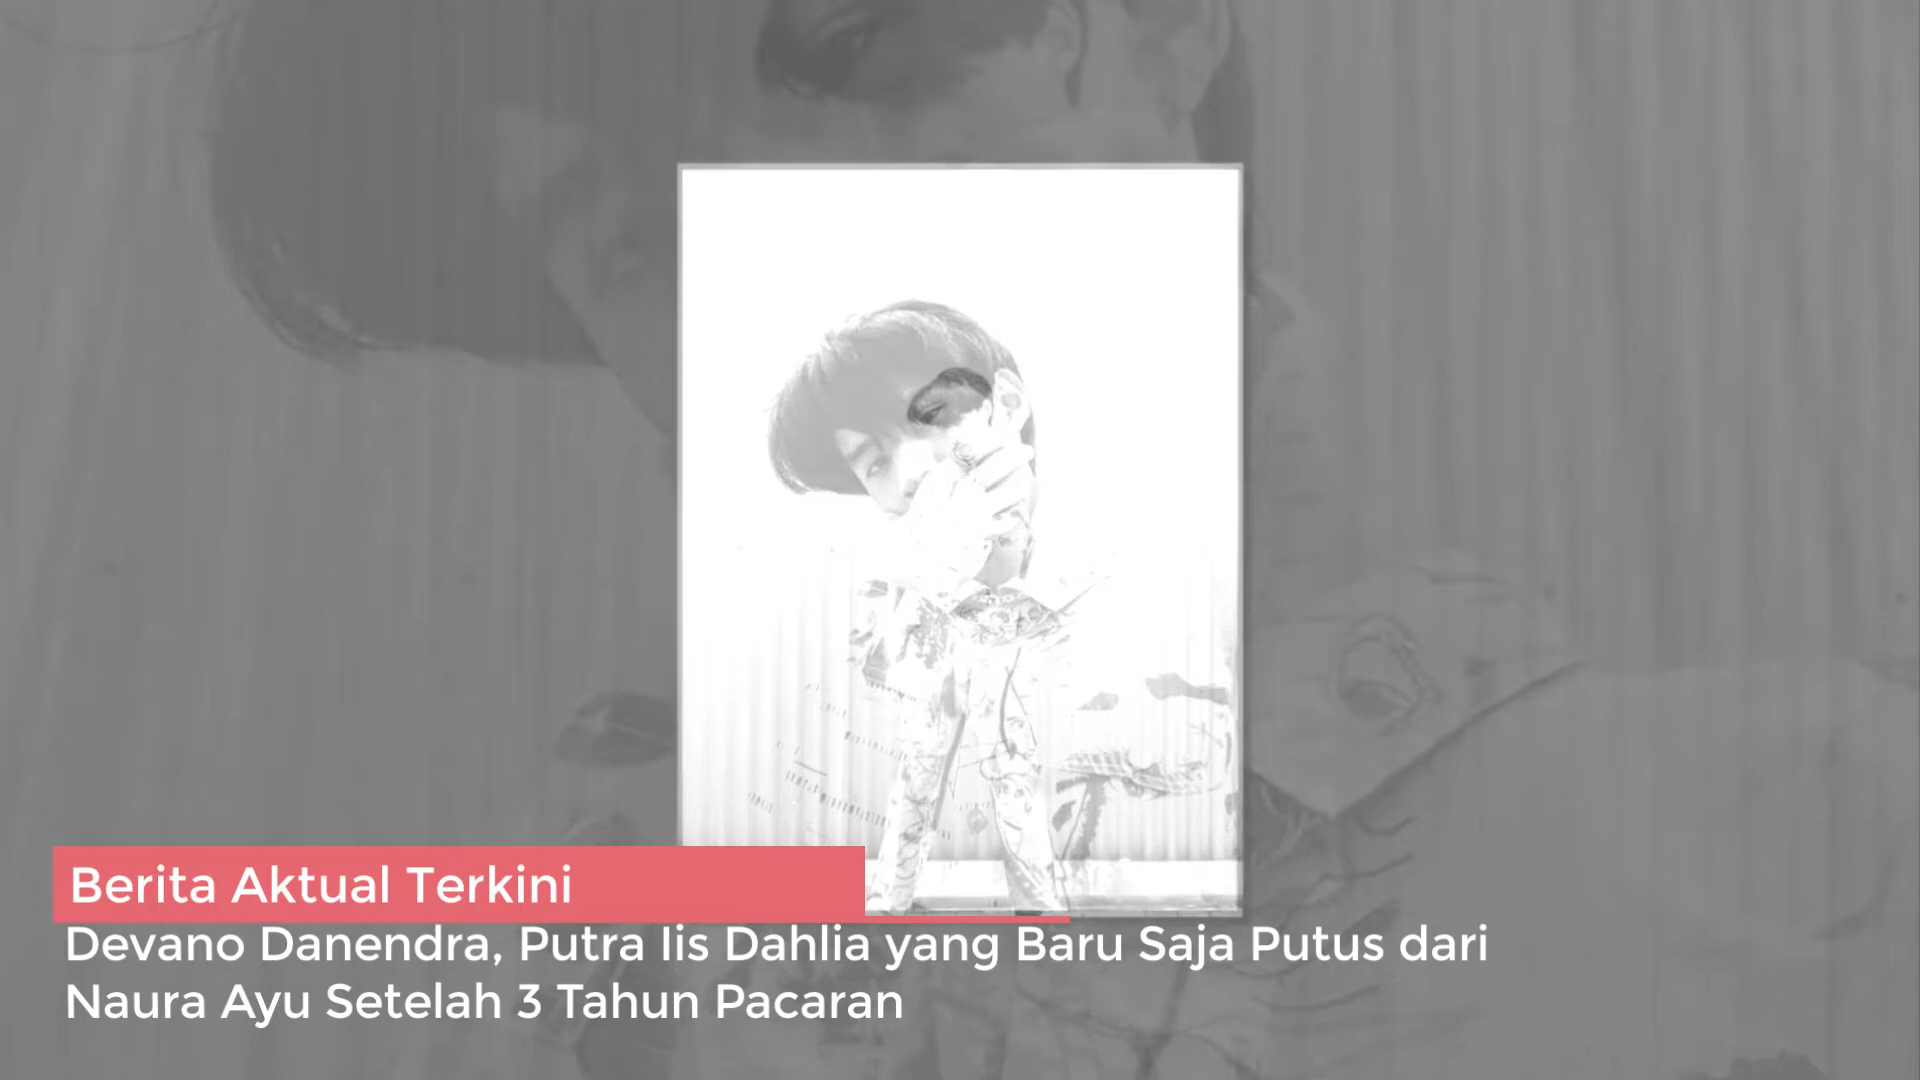 Berita Aktual Terkini
Devano Danendra, Putra Iis Dahlia yang Baru Saja Putus dari
Naura Ayu Setelah 3 Tahun Pacaran